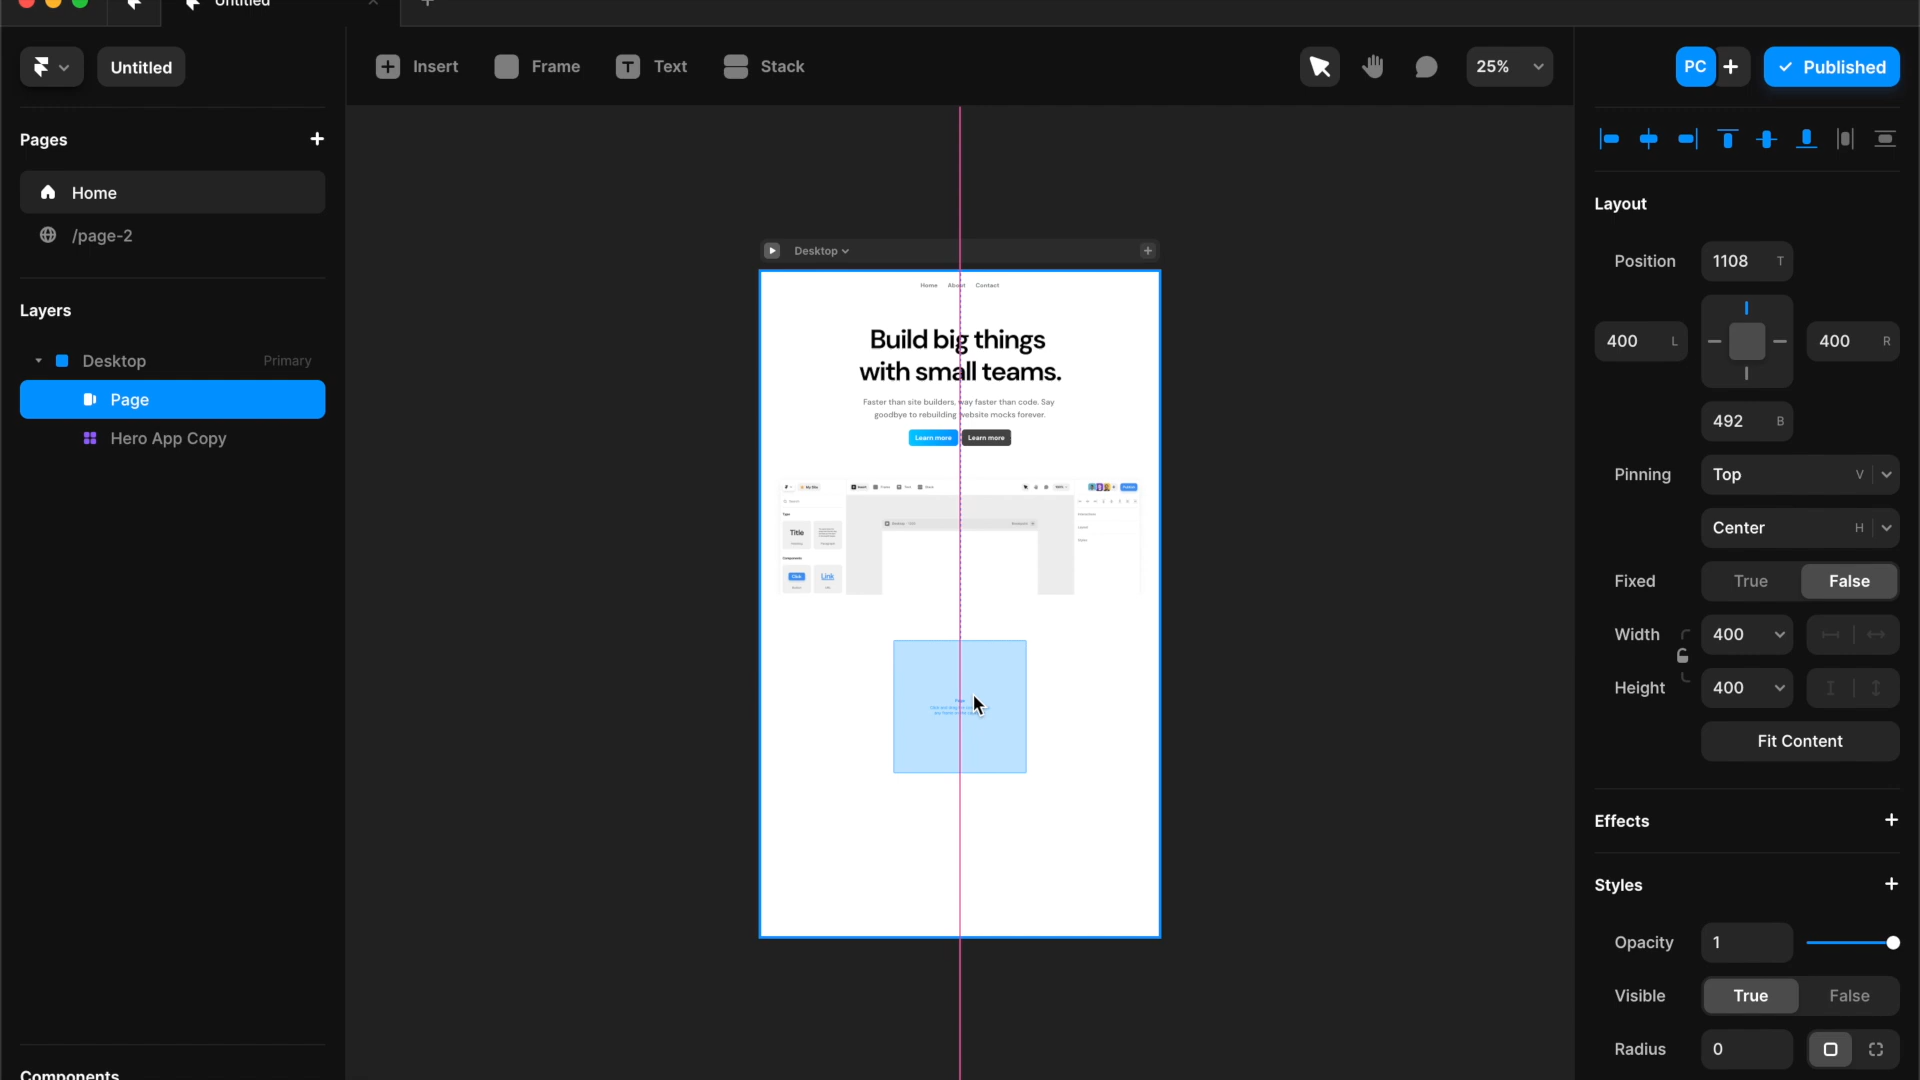 Untitled
Untitled
Insert
Frame
Text
Stack
25%
PC
Published
Pages
Home
/page-2
Layers
Desktop
Primary
Page
Hero App Copy
Components
Desktop
Home About Contact
Build big things
with small teams.
Faster than site builders, way faster than code. Say
goodbye to rebuilding website mocks forever.
Learn more
Learn more
My Site
Title
Click
Link
Page
Layout
Position
1108 T
400 L
400 R
492 B
Pinning
Top V
Center H
Fixed
True
False
Width
400
Height
400
Fit Content
Effects
Styles
Opacity
1
Visible
True
False
Radius
0